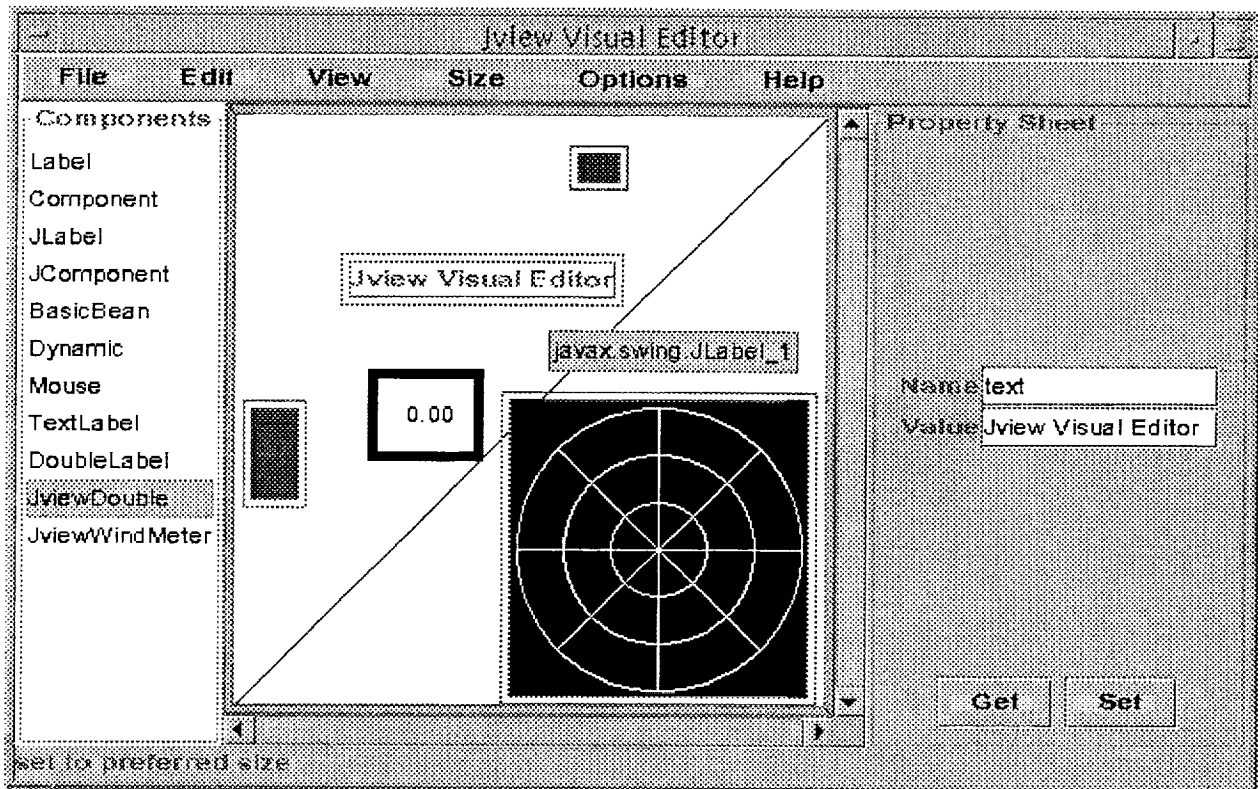 Jview Visual Editor
File Edit View Size Options Help
Components
Label
Component
JLabel
JComponent
BasicBean
Dynamic
Mouse
TextLabel
DoubleLabel
JviewDouble
JviewWindMeter
Jview Visual Editor
javax.swing.JLabel_1
0.00
Property Sheet
Name text
Value Jview Visual Editor
Get Set
set to preferred size